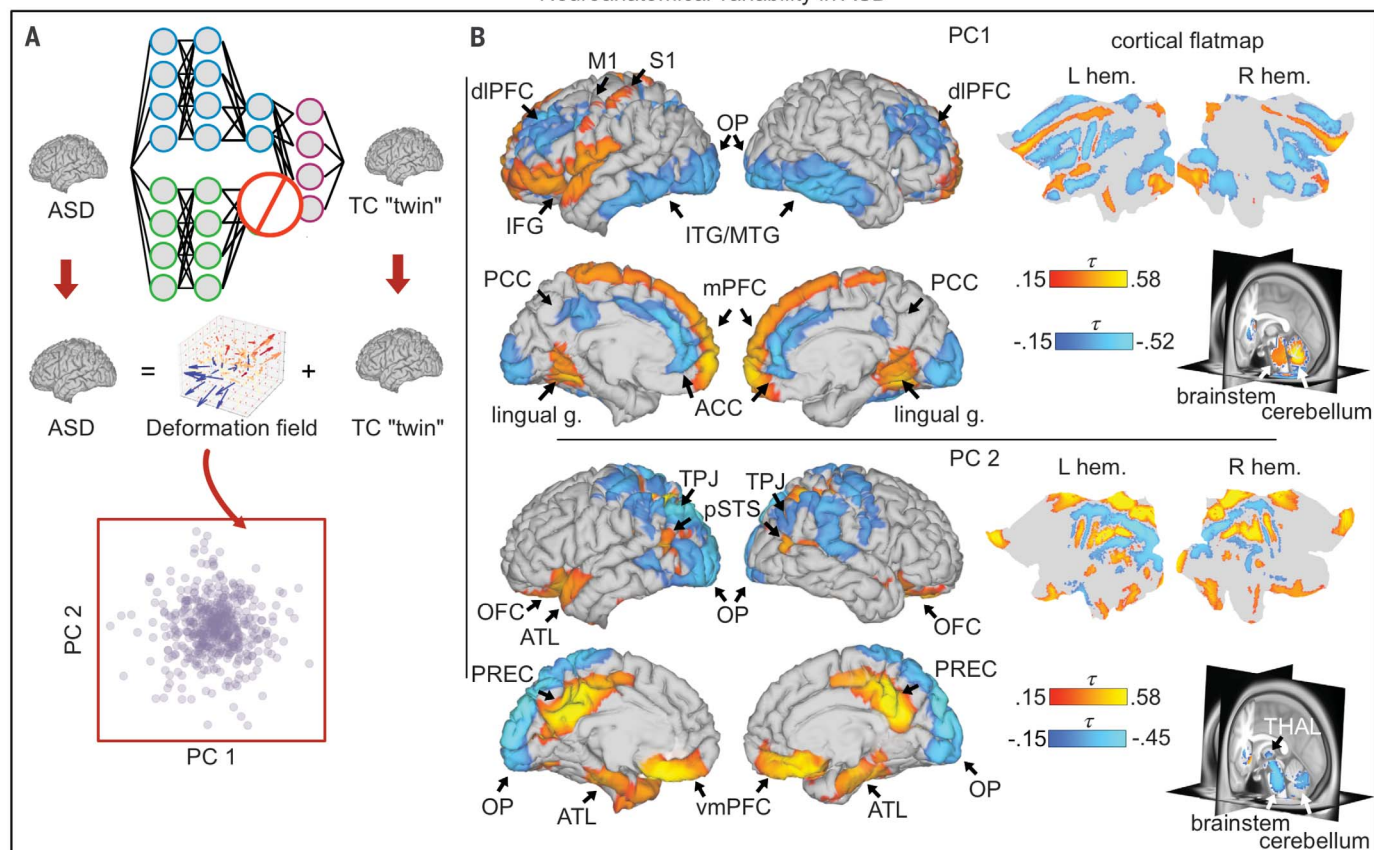 A
ASD
TC "twin"
ASD
=
Deformation field
+
TC "twin"
PC 2
PC 1
B
PC1
cortical flatmap
L hem.
R hem.
M1
S1
dlPFC
dlPFC
OP
IFG
ITG/MTG
PCC
mPFC
PCC
τ
.15
.58
τ
-.15
-.52
lingual g.
ACC
lingual g.
brainstem
cerebellum
PC 2
L hem.
R hem.
TPJ
TPJ
pSTS
OFC
ATL
OP
OFC
PREC
PREC
τ
.15
.58
τ
-.15
-.45
THAL
OP
ATL
vmPFC
ATL
OP
brainstem
cerebellum